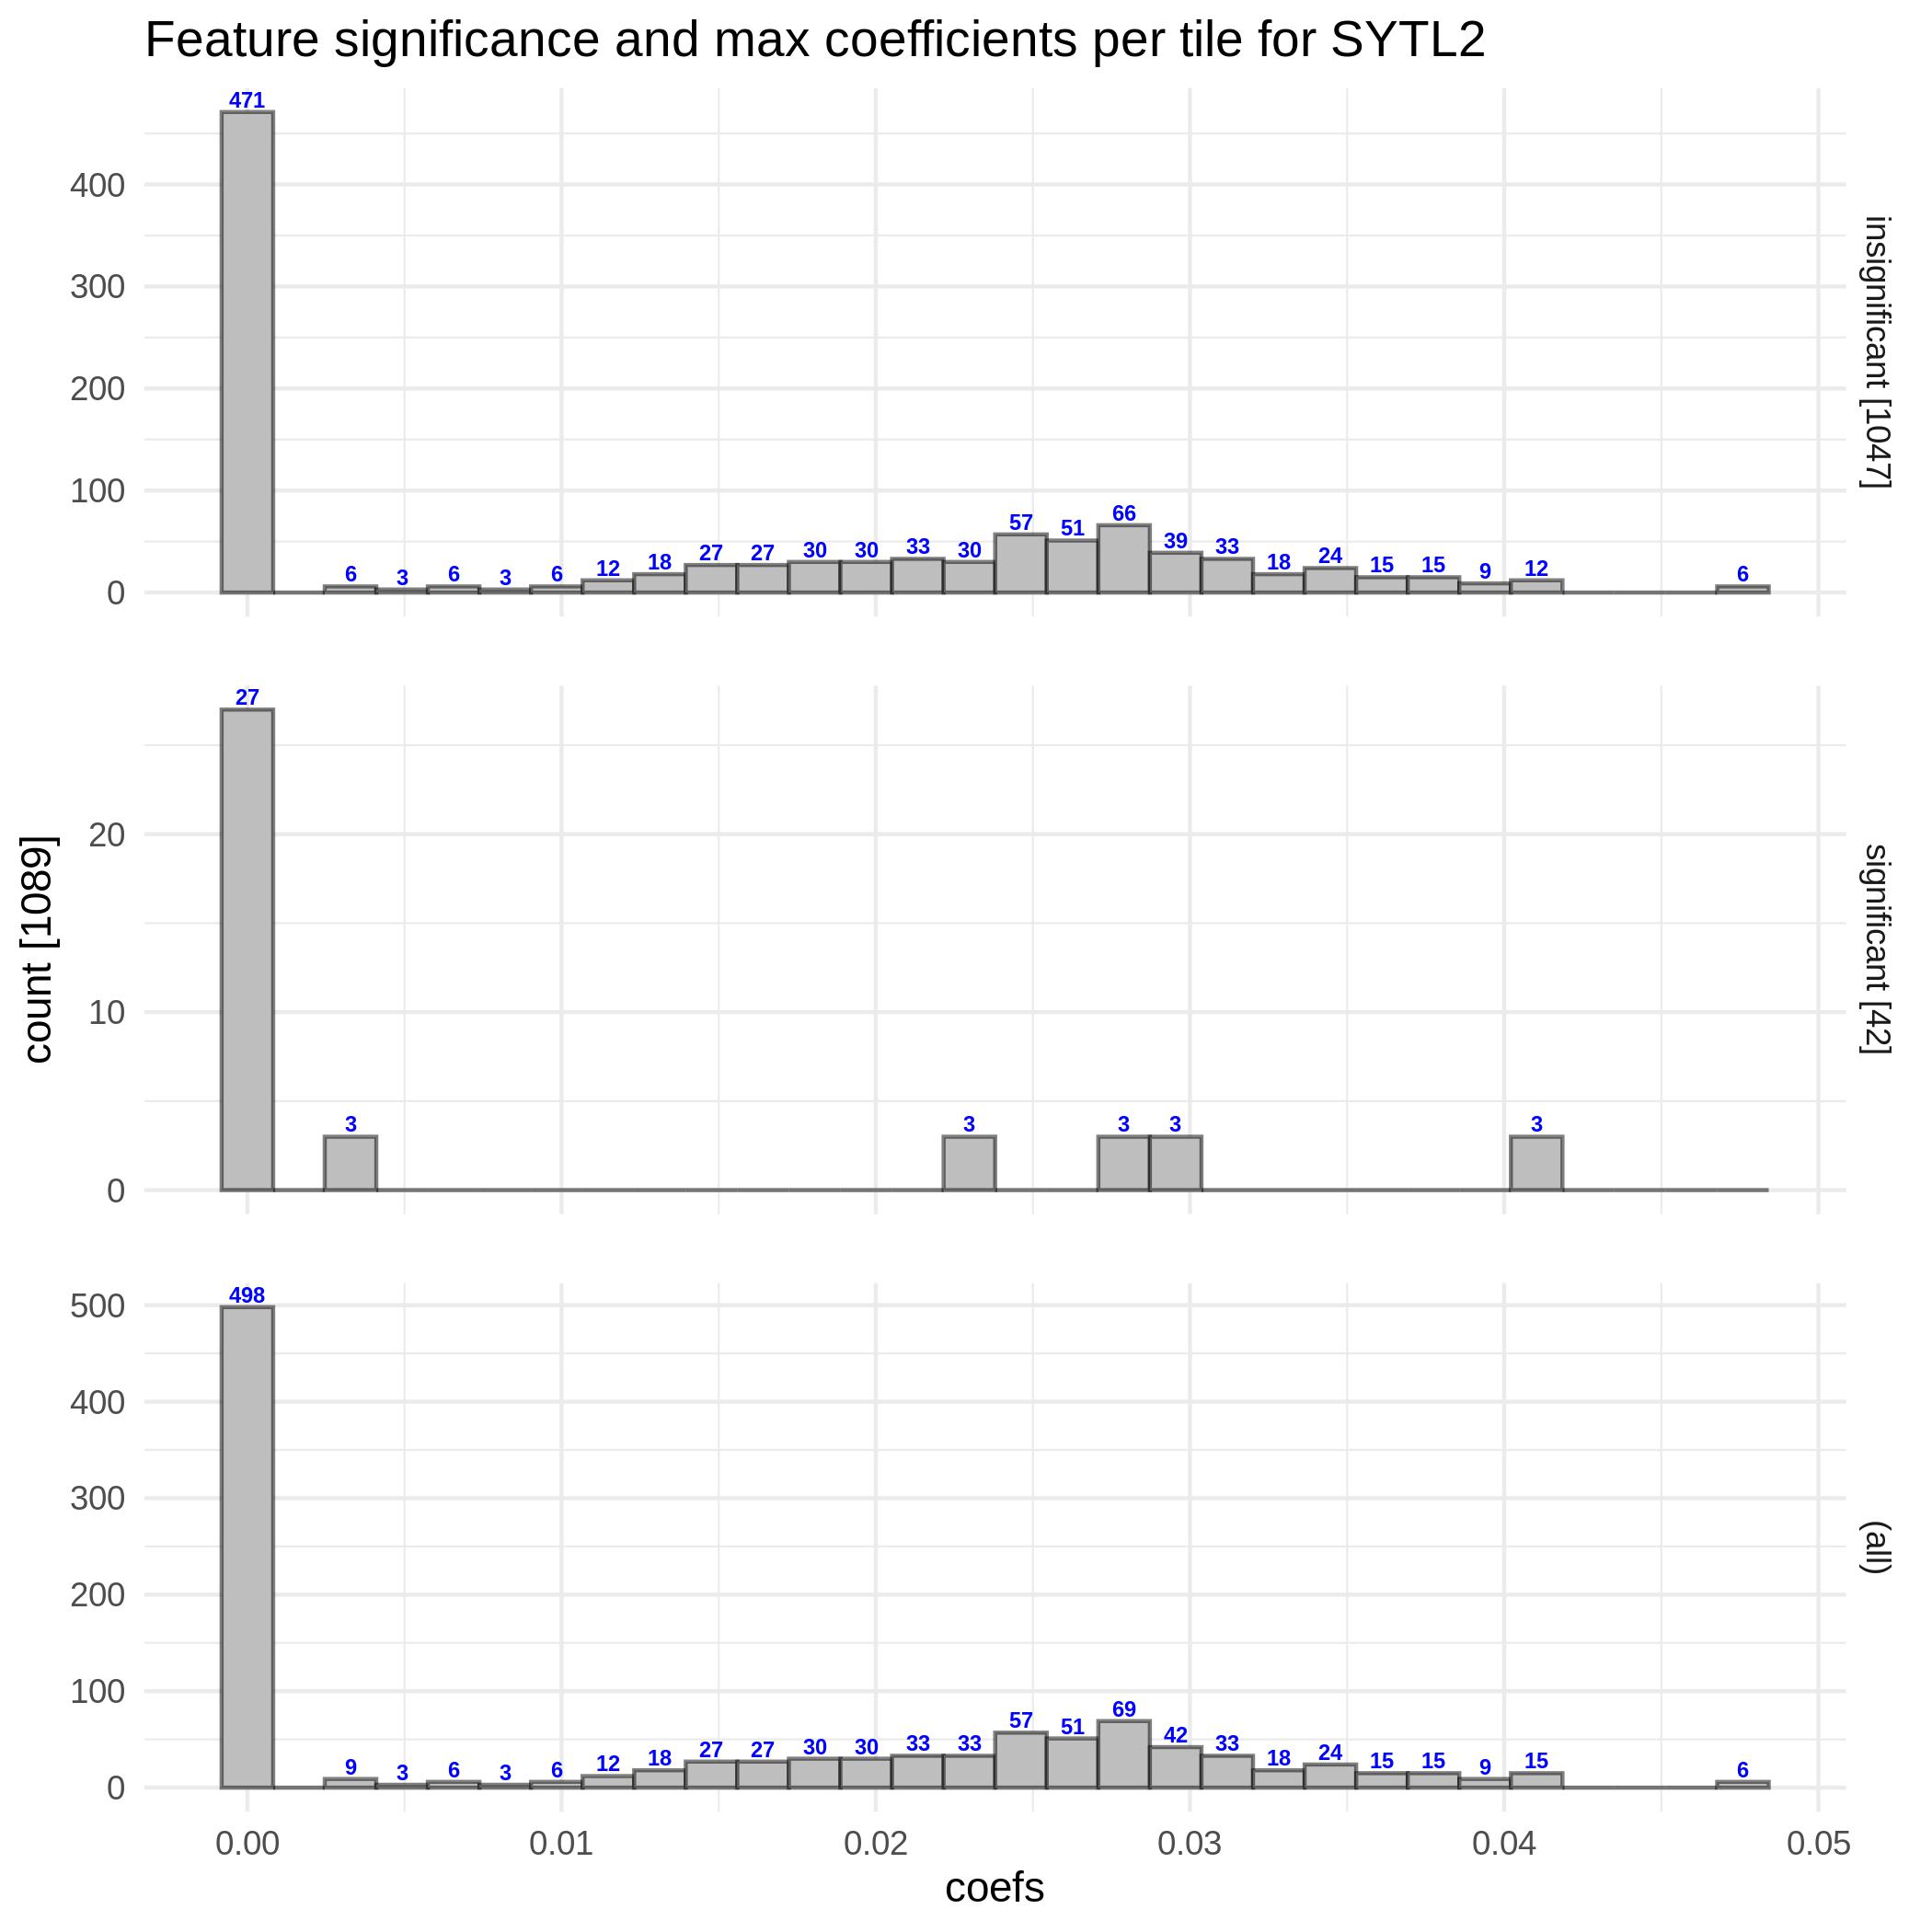 Feature significance and max coefficients per tile for SYTL2
471
400
300
200
100
0
6 3 6 3 6 12 18 27 27 30 30 33 30 57 51 66 39 33 18 24 15 15 9 12 6
insignificant [1047]
count [1089]
27
20
10
0
3 3 3 3 3
significant [42]
498
500
400
300
200
100
0
9 3 6 3 6 12 18 27 27 30 30 33 33 57 51 69 42 33 18 24 15 15 9 15 6
(all)
0.00 0.01 0.02 0.03 0.04 0.05
coefs